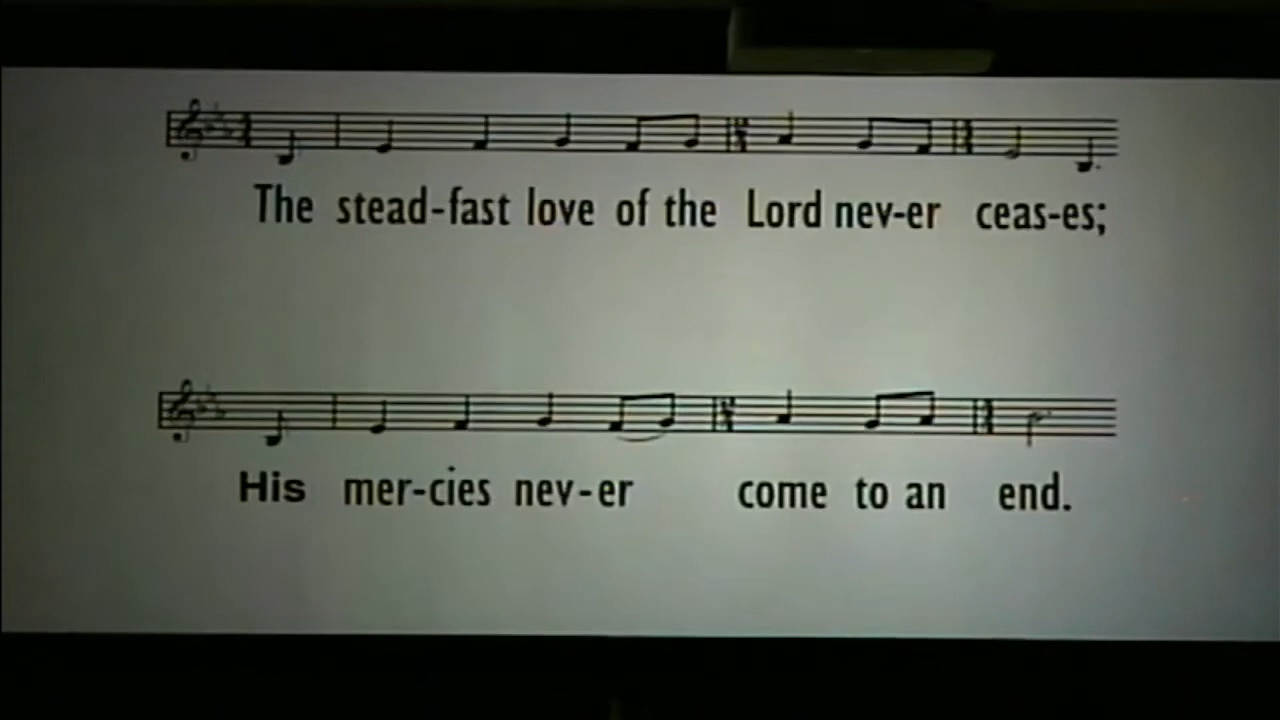 The stead-fast love of the Lord nev-er ceas-es;
His mer-cies nev-er come to an end.